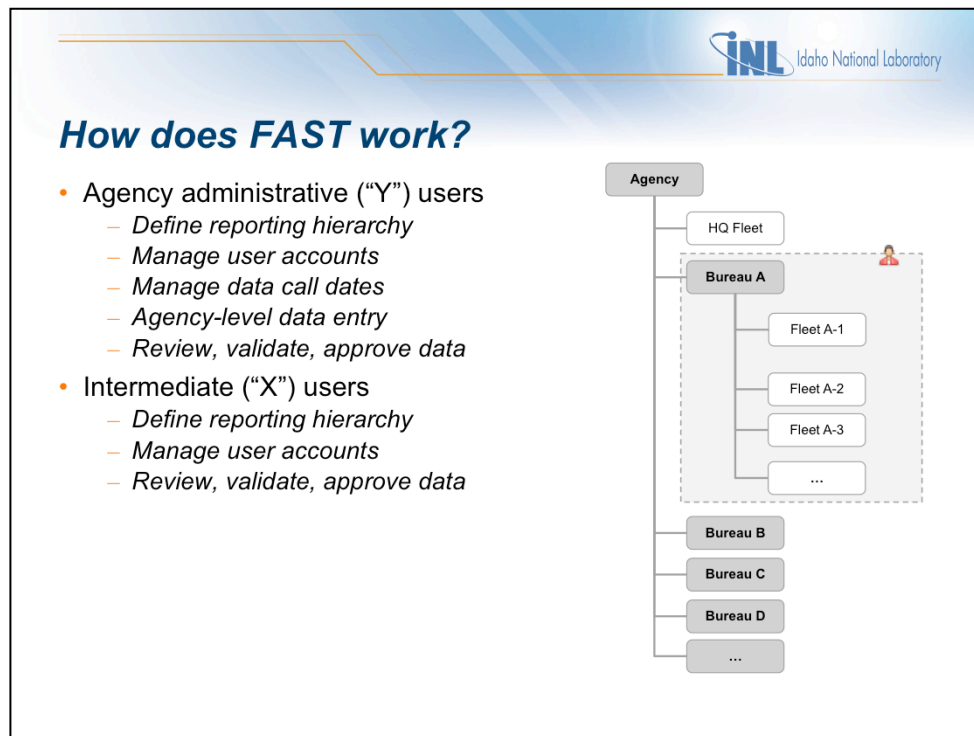 INL Idaho National Laboratory
How does FAST work?
• Agency administrative (“Y”) users
– Define reporting hierarchy
– Manage user accounts
– Manage data call dates
– Agency-level data entry
– Review, validate, approve data
• Intermediate (“X”) users
– Define reporting hierarchy
– Manage user accounts
– Review, validate, approve data
Agency
HQ Fleet
Bureau A
Fleet A-1
Fleet A-2
Fleet A-3
...
Bureau B
Bureau C
Bureau D
...